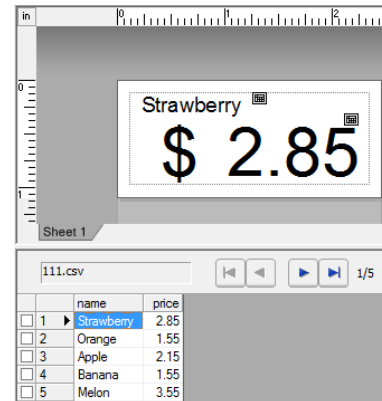 in 0 1 2
0
Strawberry
$ 2.85
1
Sheet 1
111.csv 1/5
name price
1 Strawberry 2.85
2 Orange 1.55
3 Apple 2.15
4 Banana 1.55
5 Melon 3.55